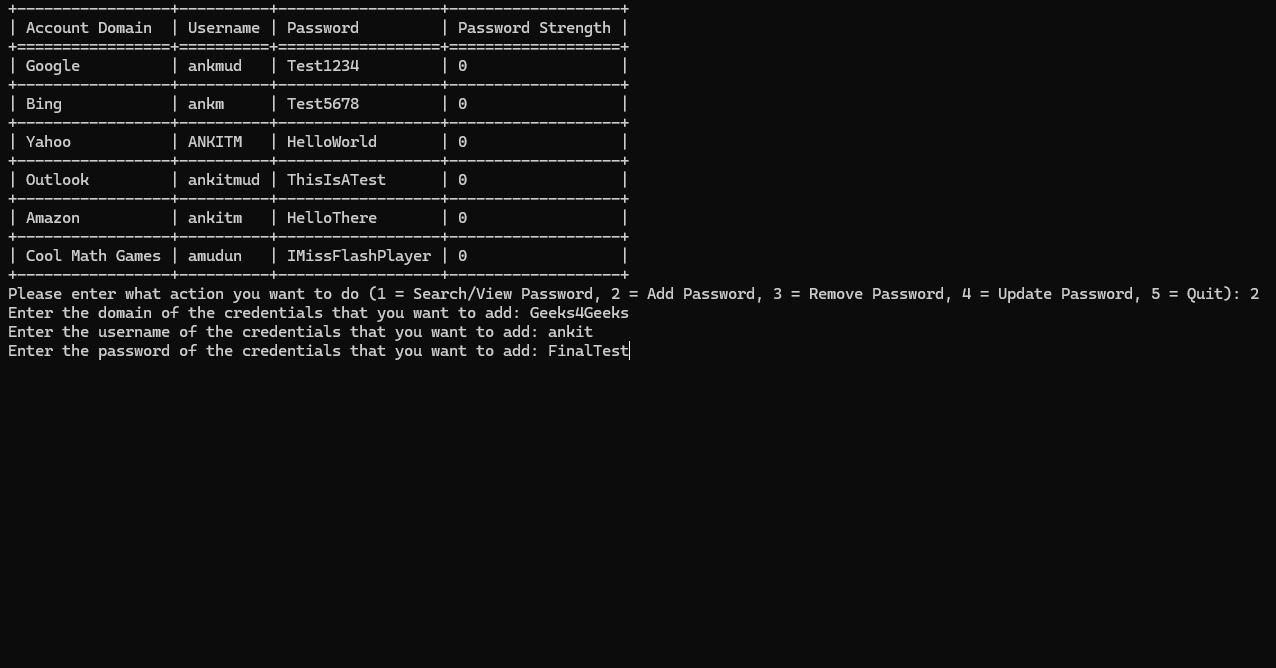 +-----------------+----------+------------------+-------------------+
| Account Domain  | Username | Password         | Password Strength |
+=================+==========+==================+===================+
| Google          | ankmud   | Test1234         | 0                 |
+-----------------+----------+------------------+-------------------+
| Bing            | ankm     | Test5678         | 0                 |
+-----------------+----------+------------------+-------------------+
| Yahoo           | ANKITM   | HelloWorld       | 0                 |
+-----------------+----------+------------------+-------------------+
| Outlook         | ankitmud | ThisIsATest      | 0                 |
+-----------------+----------+------------------+-------------------+
| Amazon          | ankitm   | HelloThere       | 0                 |
+-----------------+----------+------------------+-------------------+
| Cool Math Games | amudun   | IMissFlashPlayer | 0                 |
+-----------------+----------+------------------+-------------------+
Please enter what action you want to do (1 = Search/View Password, 2 = Add Password, 3 = Remove Password, 4 = Update Password, 5 = Quit): 2
Enter the domain of the credentials that you want to add: Geeks4Geeks
Enter the username of the credentials that you want to add: ankit
Enter the password of the credentials that you want to add: FinalTest